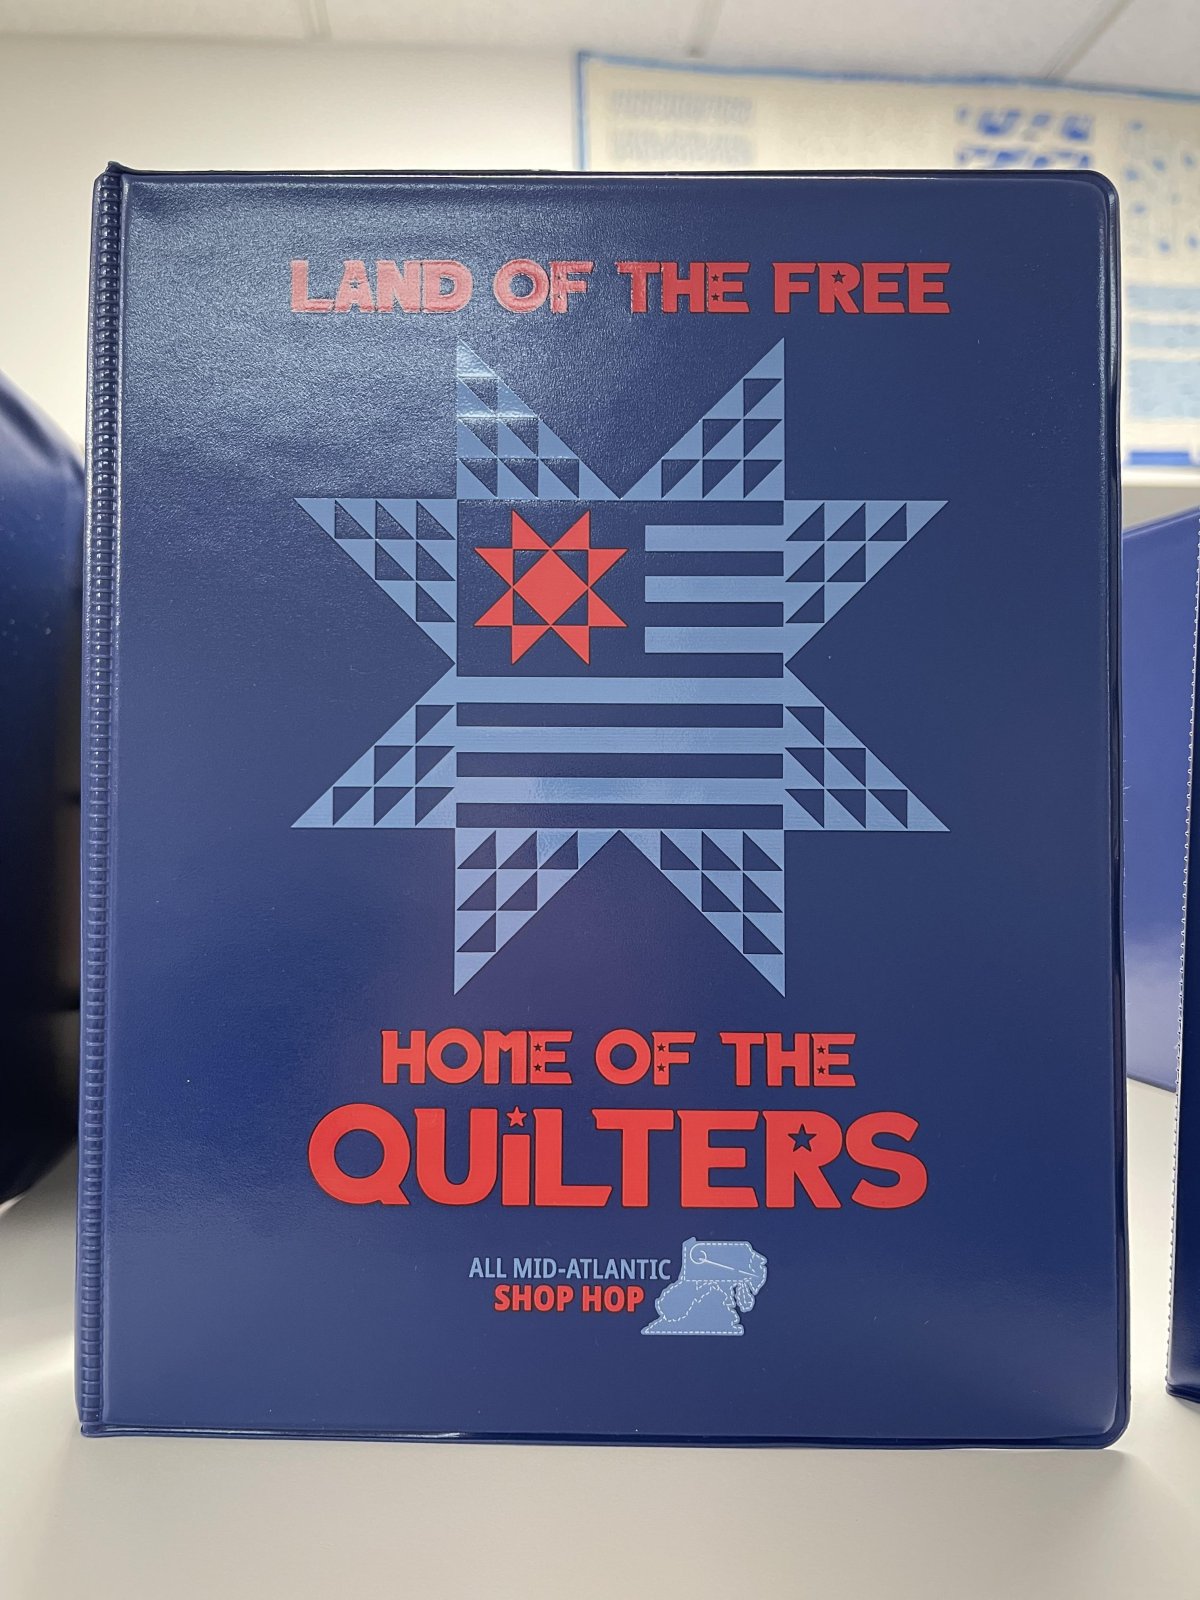 LAND OF THE FREE
HOME OF THE
QUiLTERS
ALL MID-ATLANTIC
SHOP HOP